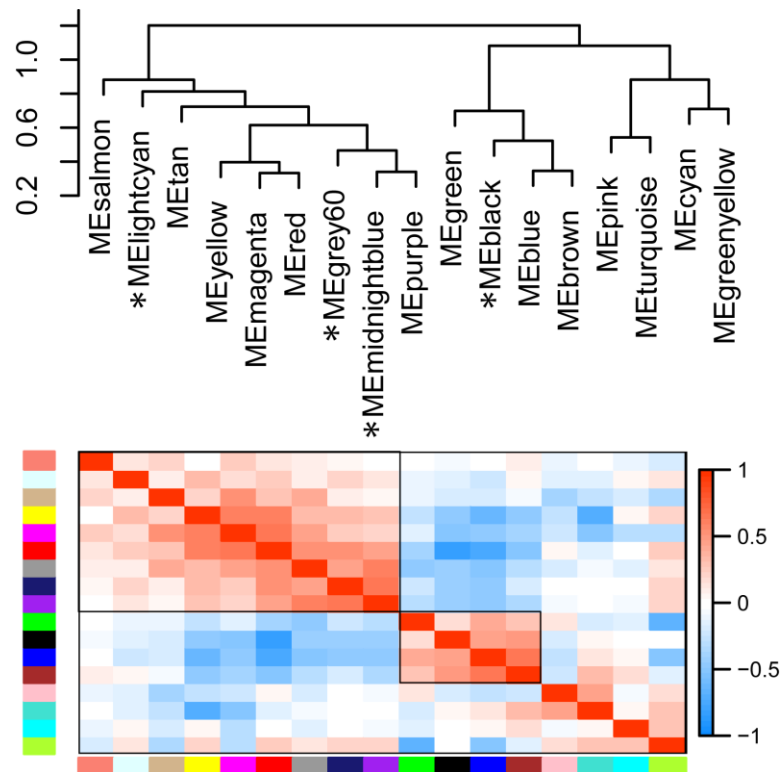 1.0
0.6
0.2
MEsalmon
*MElightcyan
MEtan
MEyellow
MEmagenta
MEred
*MEgrey60
*MEmidnightblue
MEpurple
MEgreen
*MEblack
MEblue
MEbrown
MEpink
MEturquoise
MEcyan
MEgreenyellow
1
0.5
0
−0.5
−1